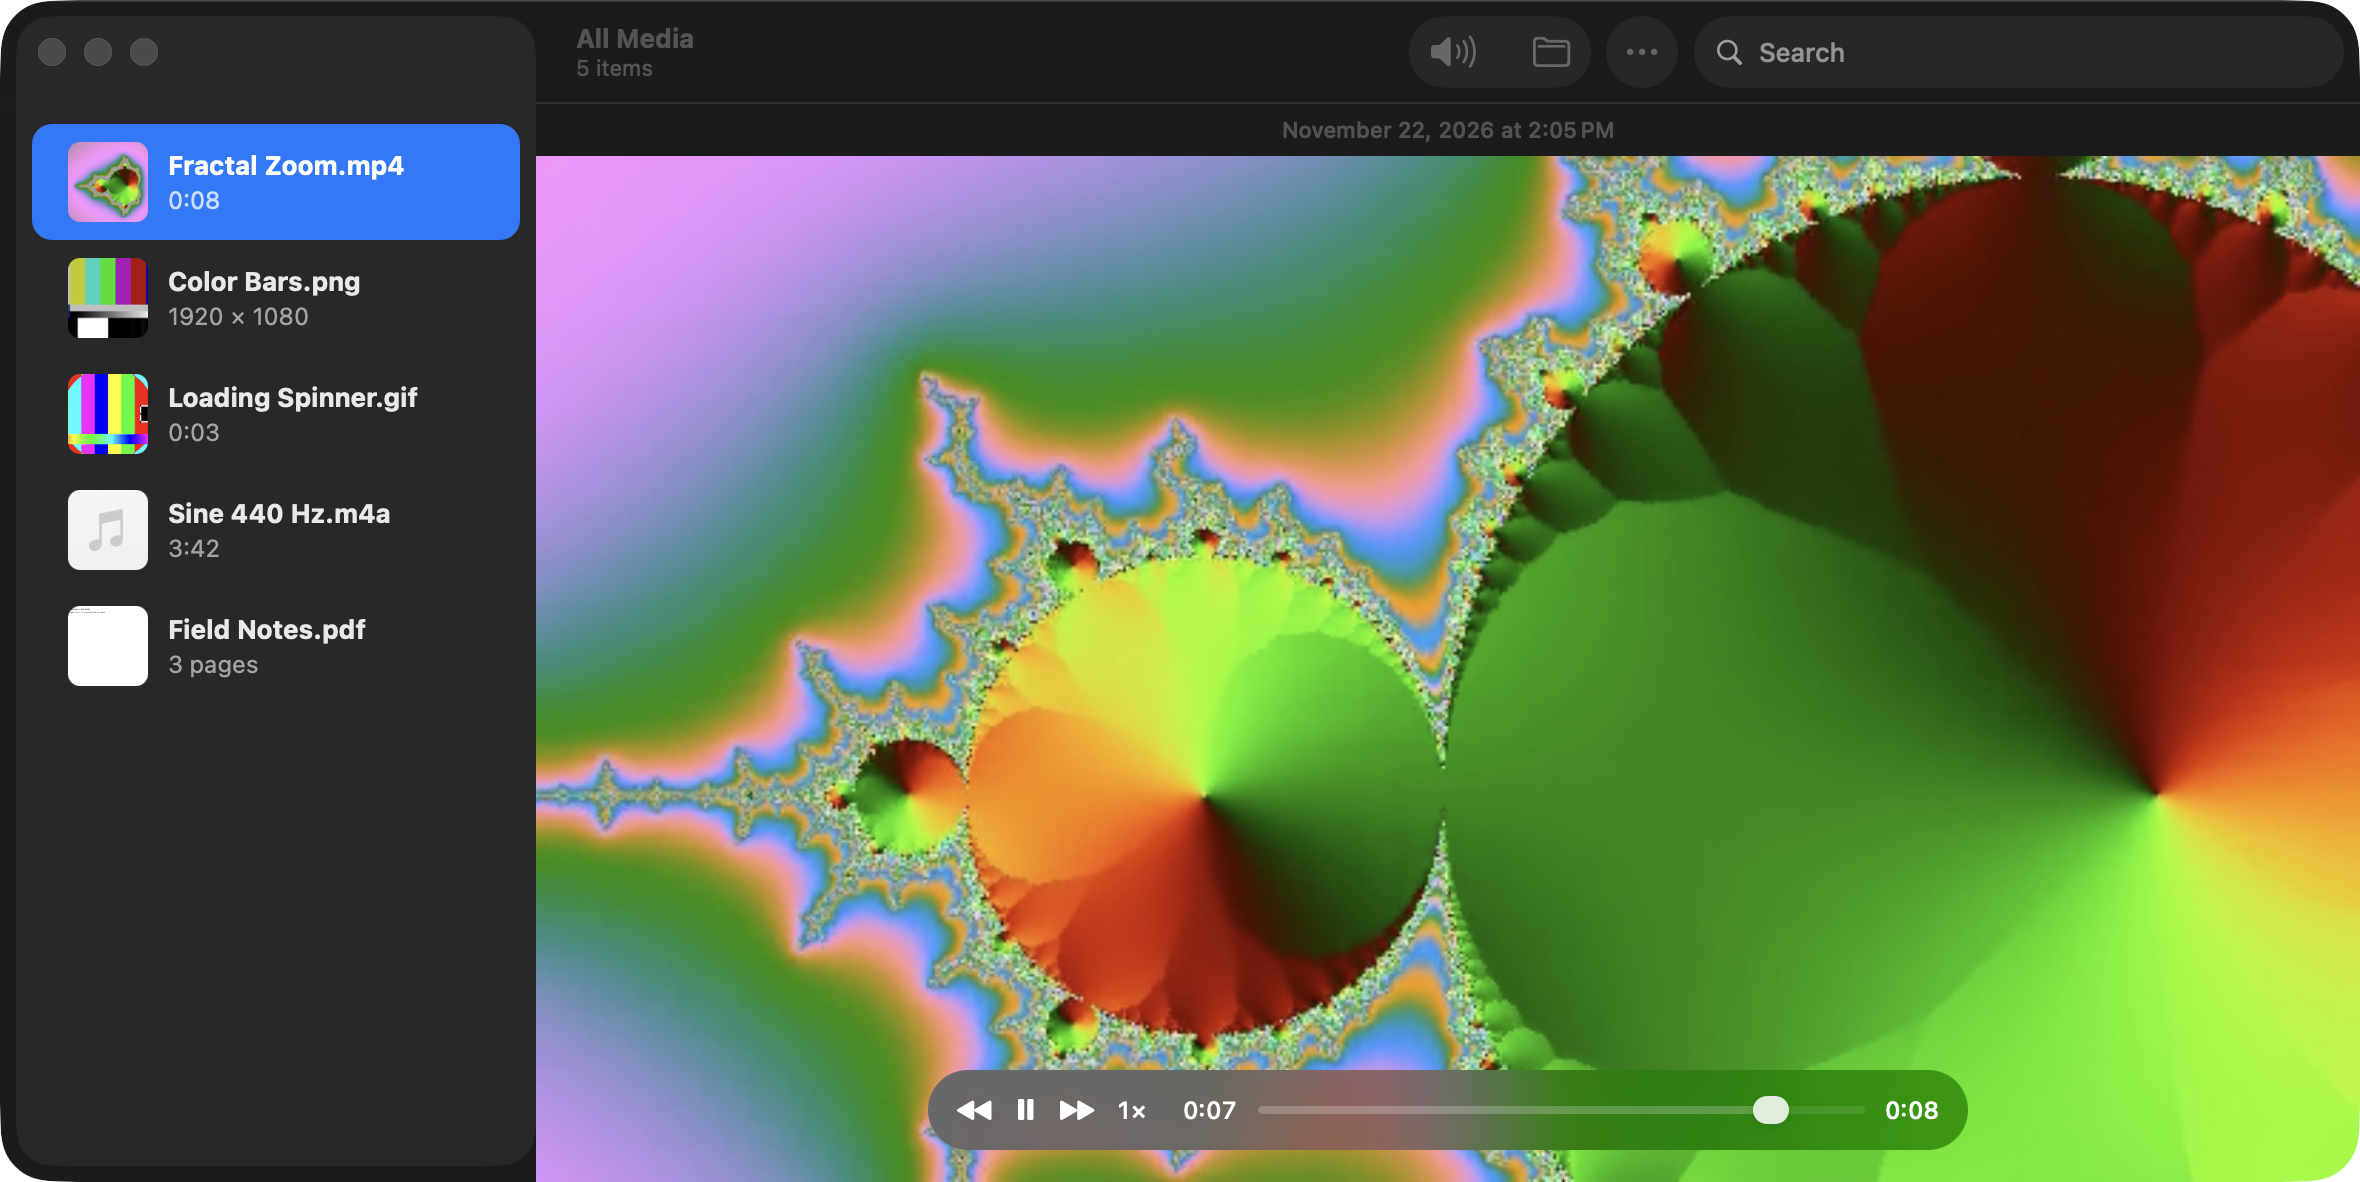 All Media
5 items
Search
November 22, 2026 at 2:05 PM
Fractal Zoom.mp4
0:08
Color Bars.png
1920 × 1080
Loading Spinner.gif
0:03
Sine 440 Hz.m4a
3:42
Field Notes.pdf
3 pages
1×
0:07
0:08